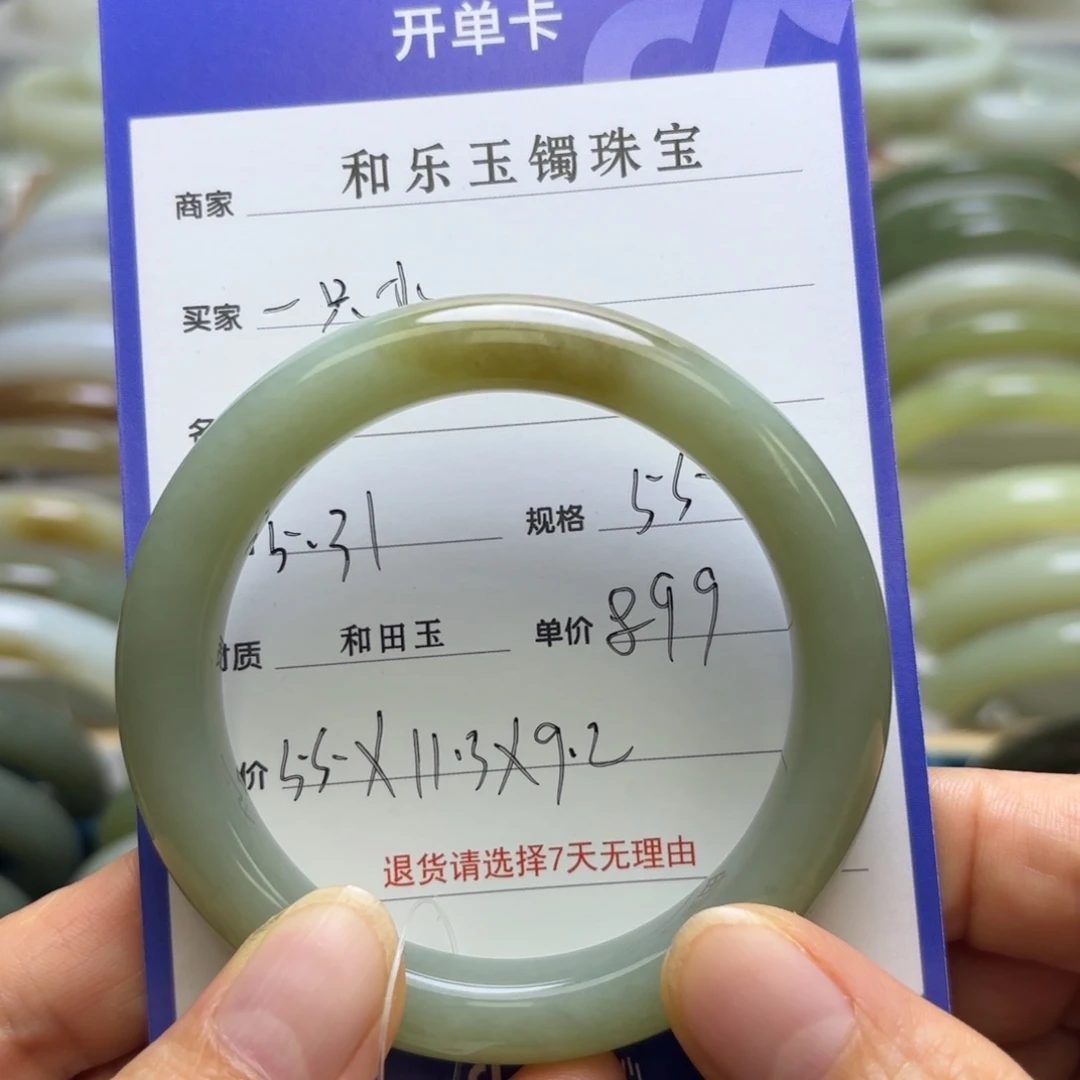 开单卡
商家 和乐玉镯珠宝
买家 一只
5.31 规格 55
质 和田玉 单价 899
价 55X11.3X9.2
退货请选择7天无理由